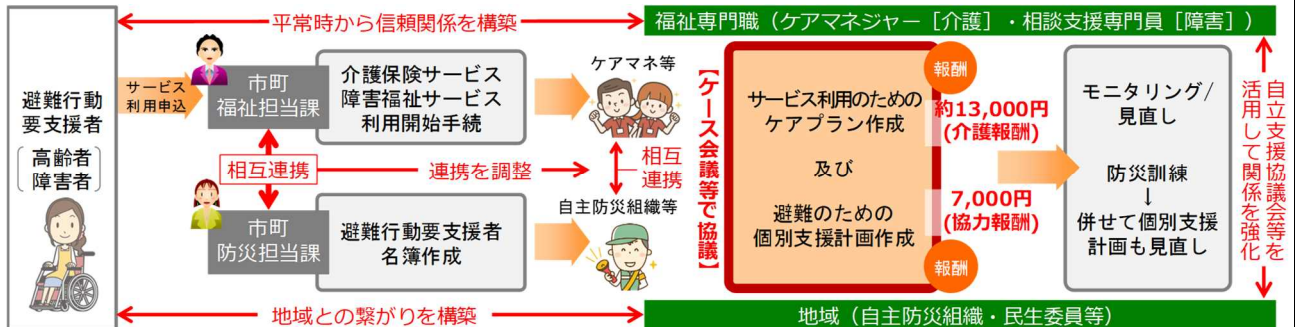 平常時から信頼関係を構築
福祉専門職（ケアマネジャー［介護］・相談支援専門員［障害］）
避難行動
要支援者
高齢者
障害者
サービス
利用申込
市町
福祉担当課
介護保険サービス
障害福祉サービス
利用開始手続
ケアマネ等
相互連携
連携を調整
相互
連携
市町
防災担当課
避難行動要支援者
名簿作成
自主防災組織等
【ケース会議等で協議】
サービス利用のための
ケアプラン作成
及び
避難のための
個別支援計画作成
報酬
約13,000円
(介護報酬)
7,000円
(協力報酬)
報酬
モニタリング/
見直し
防災訓練
↓
併せて個別支援
計画も見直し
自立支援協議会等を
活用して関係を強化
地域との繋がりを構築
地域（自主防災組織・民生委員等）